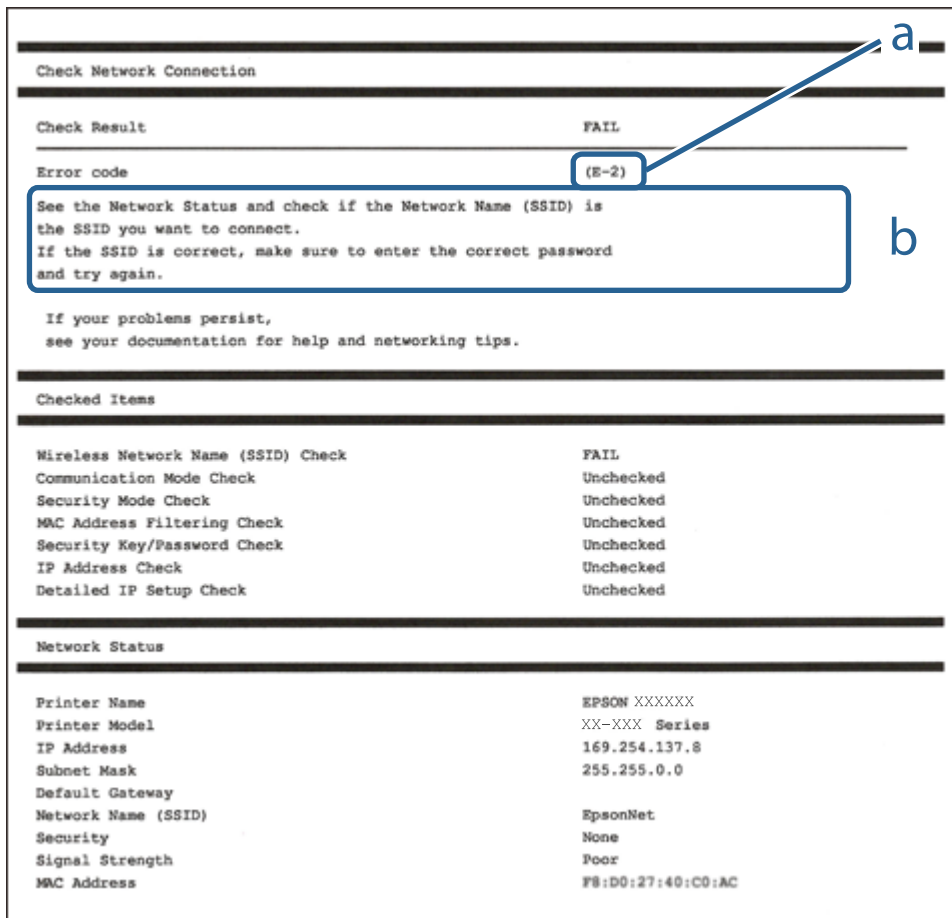 a
Check Network Connection
Check Result FAIL
Error code (E-2)
See the Network Status and check if the Network Name (SSID) is
the SSID you want to connect.
If the SSID is correct, make sure to enter the correct password
and try again.
b
If your problems persist,
see your documentation for help and networking tips.
Checked Items
Wireless Network Name (SSID) Check FAIL
Communication Mode Check Unchecked
Security Mode Check Unchecked
MAC Address Filtering Check Unchecked
Security Key/Password Check Unchecked
IP Address Check Unchecked
Detailed IP Setup Check Unchecked
Network Status
Printer Name EPSON XXXXXX
Printer Model XX-XXX Series
IP Address 169.254.137.8
Subnet Mask 255.255.0.0
Default Gateway
Network Name (SSID) EpsonNet
Security None
Signal Strength Poor
MAC Address F8:D0:27:40:C0:AC